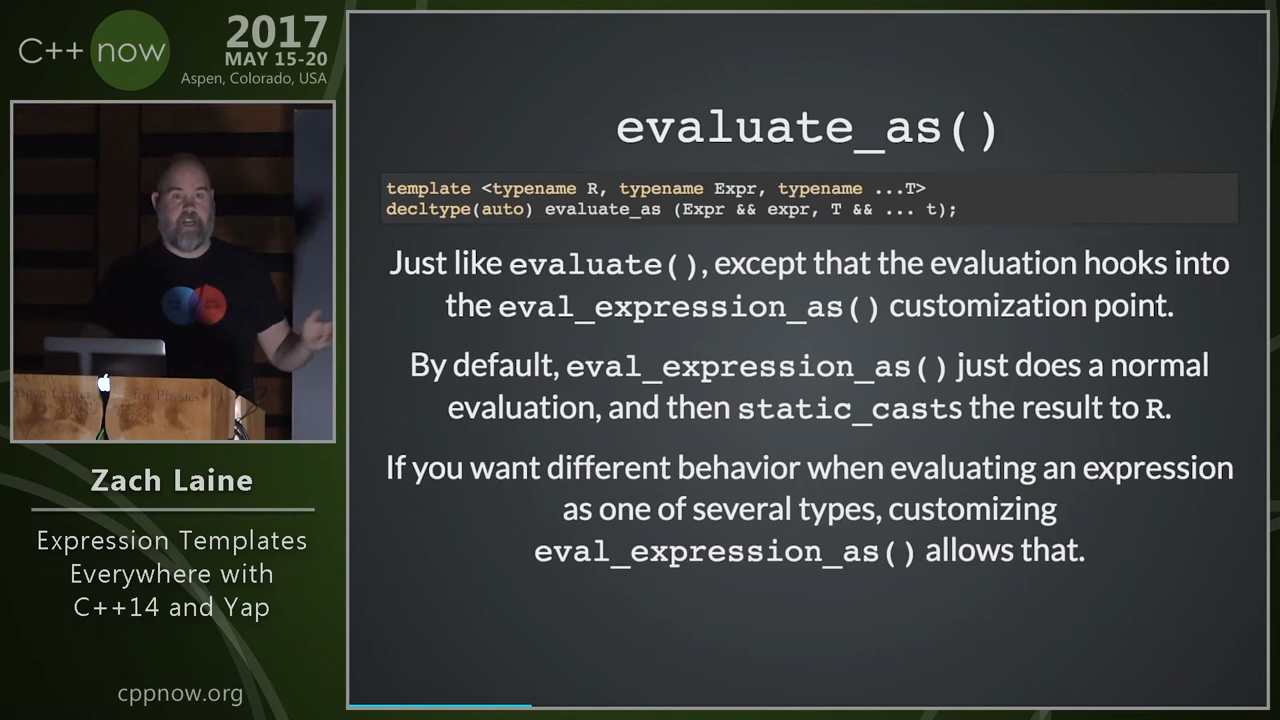 C++ now
2017
MAY 15-20
Aspen, Colorado, USA
Zach Laine
Expression Templates
Everywhere with
C++14 and Yap
cppnow.org
evaluate_as()
template <typename R, typename Expr, typename ...T>
decltype(auto) evaluate_as (Expr && expr, T && ... t);
Just like evaluate(), except that the evaluation hooks into
the eval_expression_as() customization point.
By default, eval_expression_as() just does a normal
evaluation, and then static_casts the result to R.
If you want different behavior when evaluating an expression
as one of several types, customizing
eval_expression_as() allows that.
for Physics